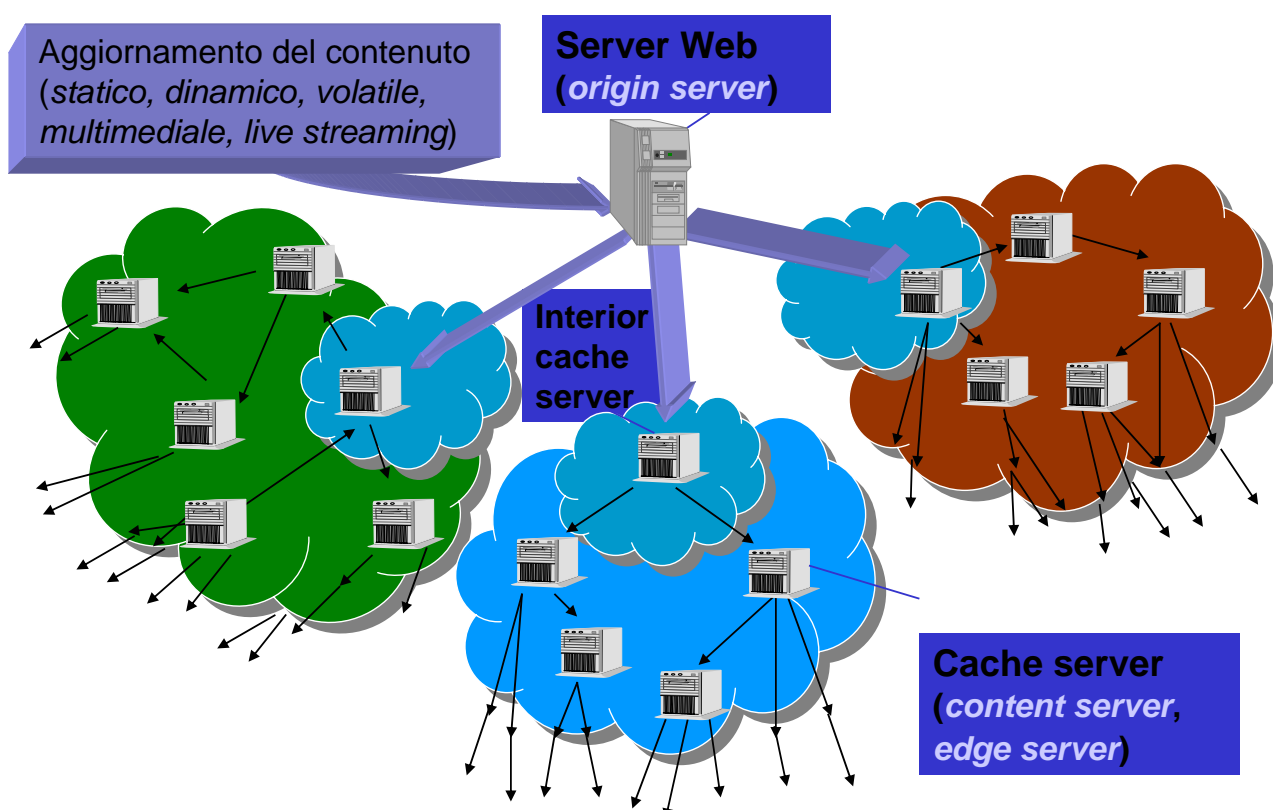 Aggiornamento del contenuto
(statico, dinamico, volatile,
multimediale, live streaming)
Server Web
(origin server)
Interior
cache
server
Cache server
(content server,
edge server)